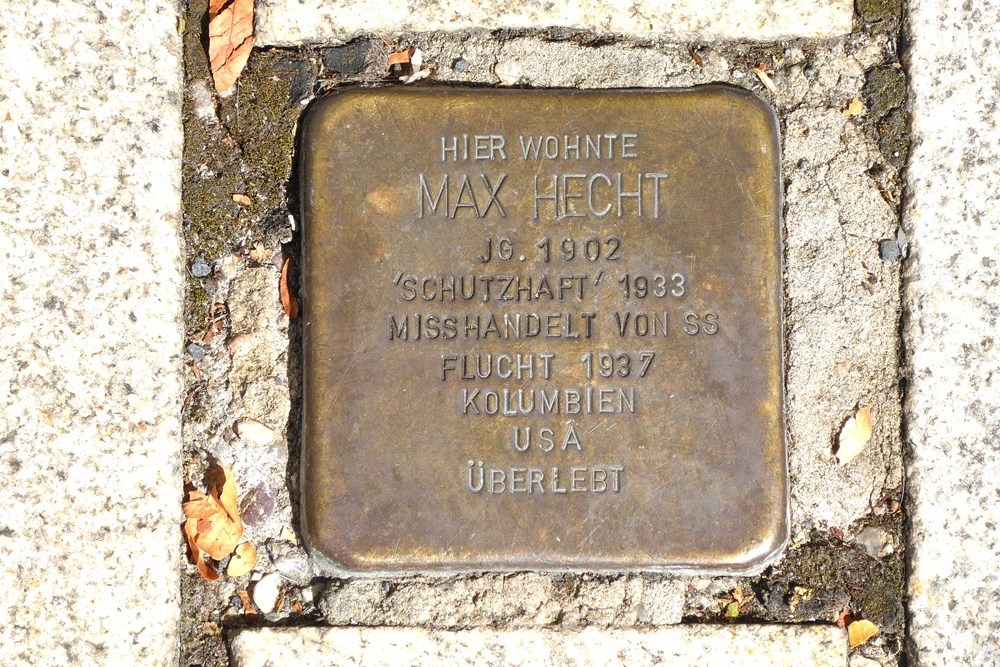 HIER WOHNTE
MAX HECHT
JG. 1902
'SCHUTZHAFT' 1933
MISSHANDELT VON SS
FLUCHT 1937
KOLUMBIEN
USA
ÜBERLEBT